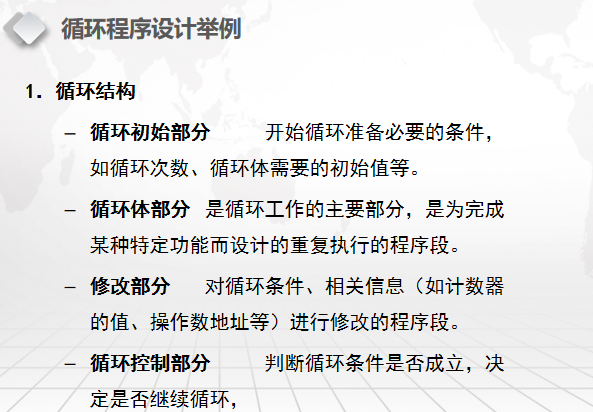 循环程序设计举例
1．循环结构
– 循环初始部分 开始循环准备必要的条件，
如循环次数、循环体需要的初始值等。
– 循环体部分 是循环工作的主要部分，是为完成
某种特定功能而设计的重复执行的程序段。
– 修改部分 对循环条件、相关信息（如计数器
的值、操作数地址等）进行修改的程序段。
– 循环控制部分 判断循环条件是否成立，决
定是否继续循环，